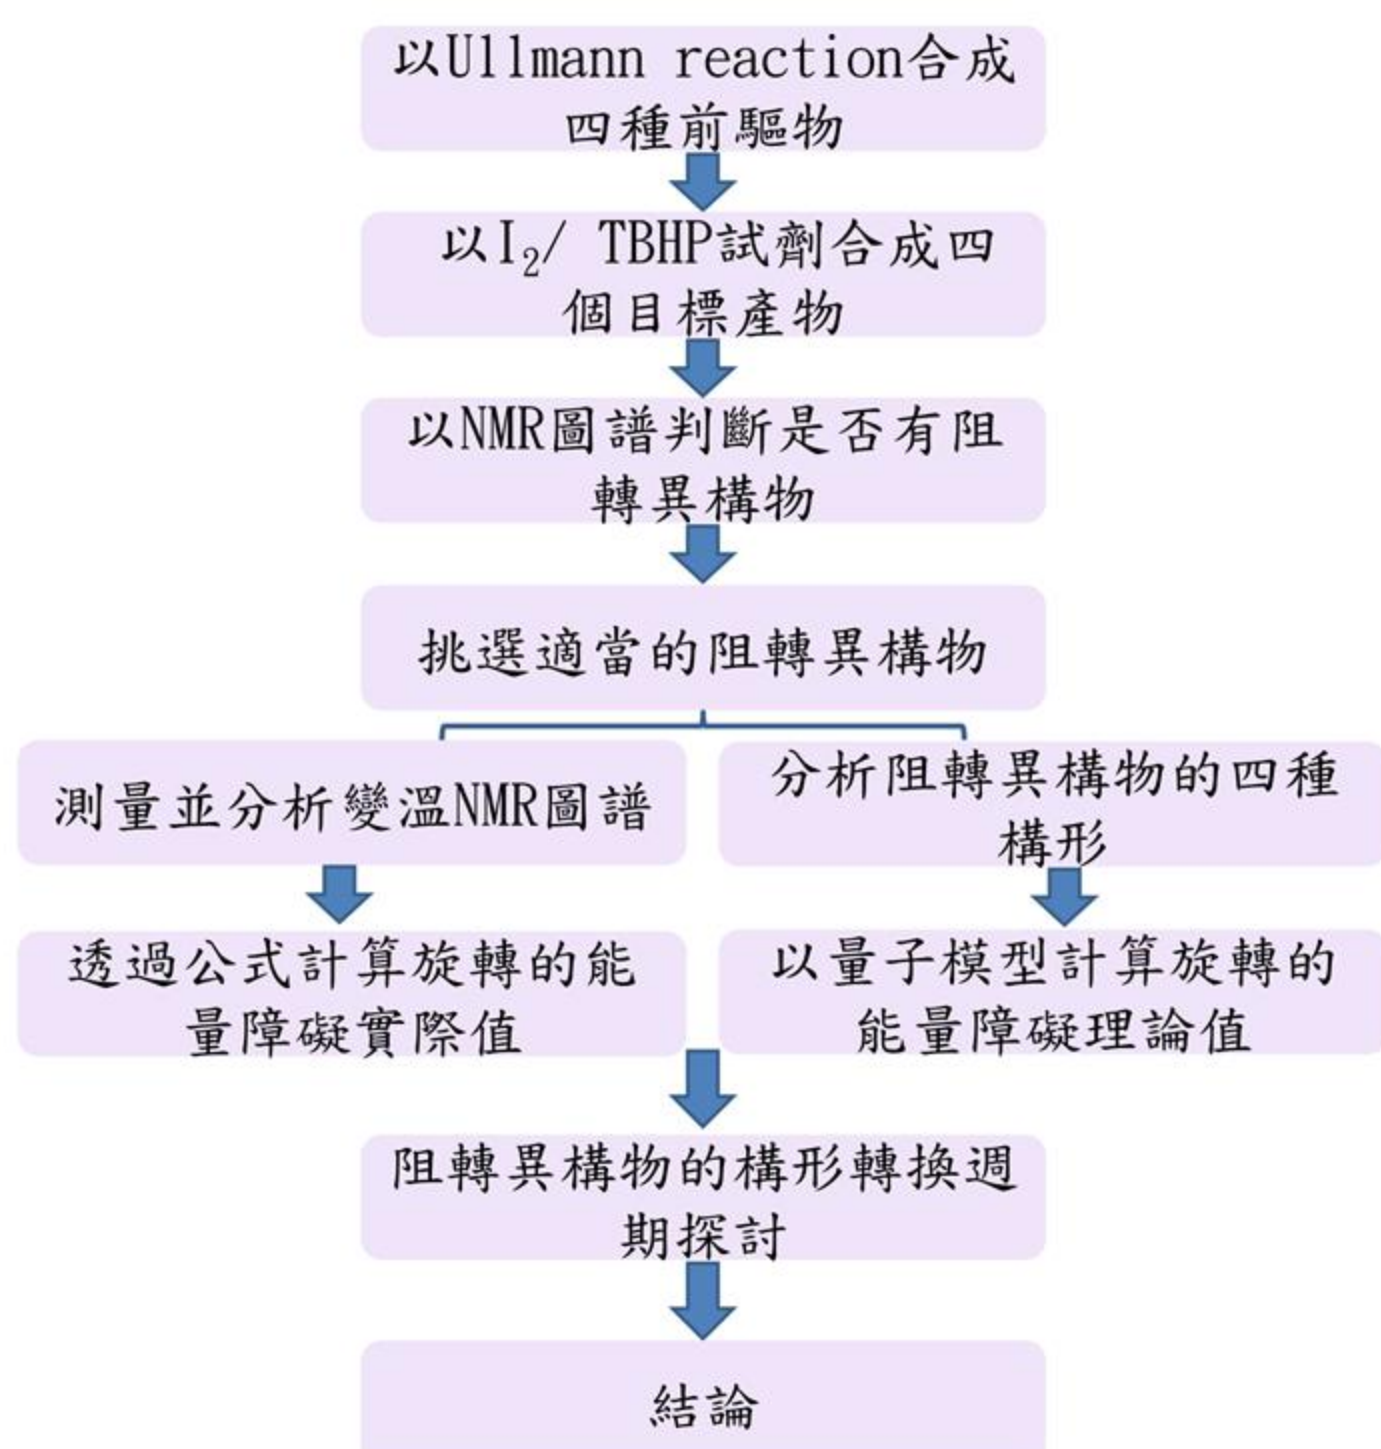 以Ullmann reaction合成
四種前驅物
以I₂/ TBHP試劑合成四
個目標產物
以NMR圖譜判斷是否有阻
轉異構物
挑選適當的阻轉異構物
測量並分析變溫NMR圖譜
分析阻轉異構物的四種
構形
透過公式計算旋轉的能
量障礙實際值
以量子模型計算旋轉的
能量障礙理論值
阻轉異構物的構形轉換週
期探討
結論